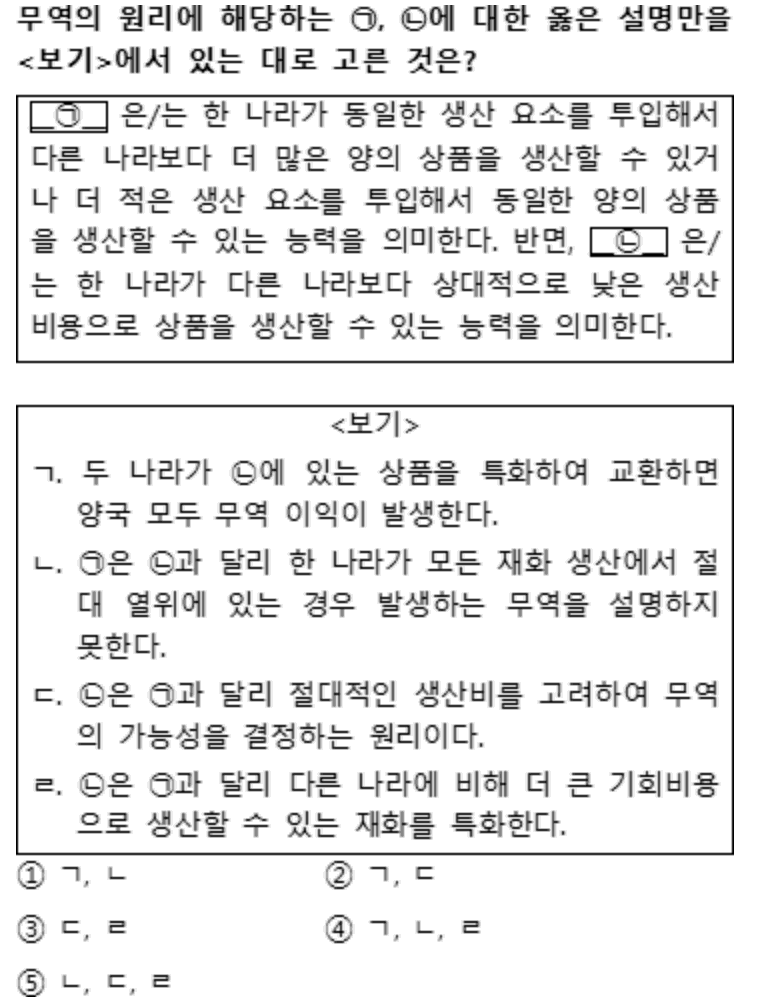 무역의 원리에 해당하는 ㉠, ㉡에 대한 옳은 설명만을
<보기>에서 있는 대로 고른 것은?
㉠ 은/는 한 나라가 동일한 생산 요소를 투입해서
다른 나라보다 더 많은 양의 상품을 생산할 수 있거
나 더 적은 생산 요소를 투입해서 동일한 양의 상품
을 생산할 수 있는 능력을 의미한다. 반면, ㉡ 은/
는 한 나라가 다른 나라보다 상대적으로 낮은 생산
비용으로 상품을 생산할 수 있는 능력을 의미한다.
<보기>
ㄱ. 두 나라가 ㉡에 있는 상품을 특화하여 교환하면
양국 모두 무역 이익이 발생한다.
ㄴ. ㉠은 ㉡과 달리 한 나라가 모든 재화 생산에서 절
대 열위에 있는 경우 발생하는 무역을 설명하지
못한다.
ㄷ. ㉡은 ㉠과 달리 절대적인 생산비를 고려하여 무역
의 가능성을 결정하는 원리이다.
ㄹ. ㉡은 ㉠과 달리 다른 나라에 비해 더 큰 기회비용
으로 생산할 수 있는 재화를 특화한다.
① ㄱ, ㄴ ② ㄱ, ㄷ
③ ㄷ, ㄹ ④ ㄱ, ㄴ, ㄹ
⑤ ㄴ, ㄷ, ㄹ